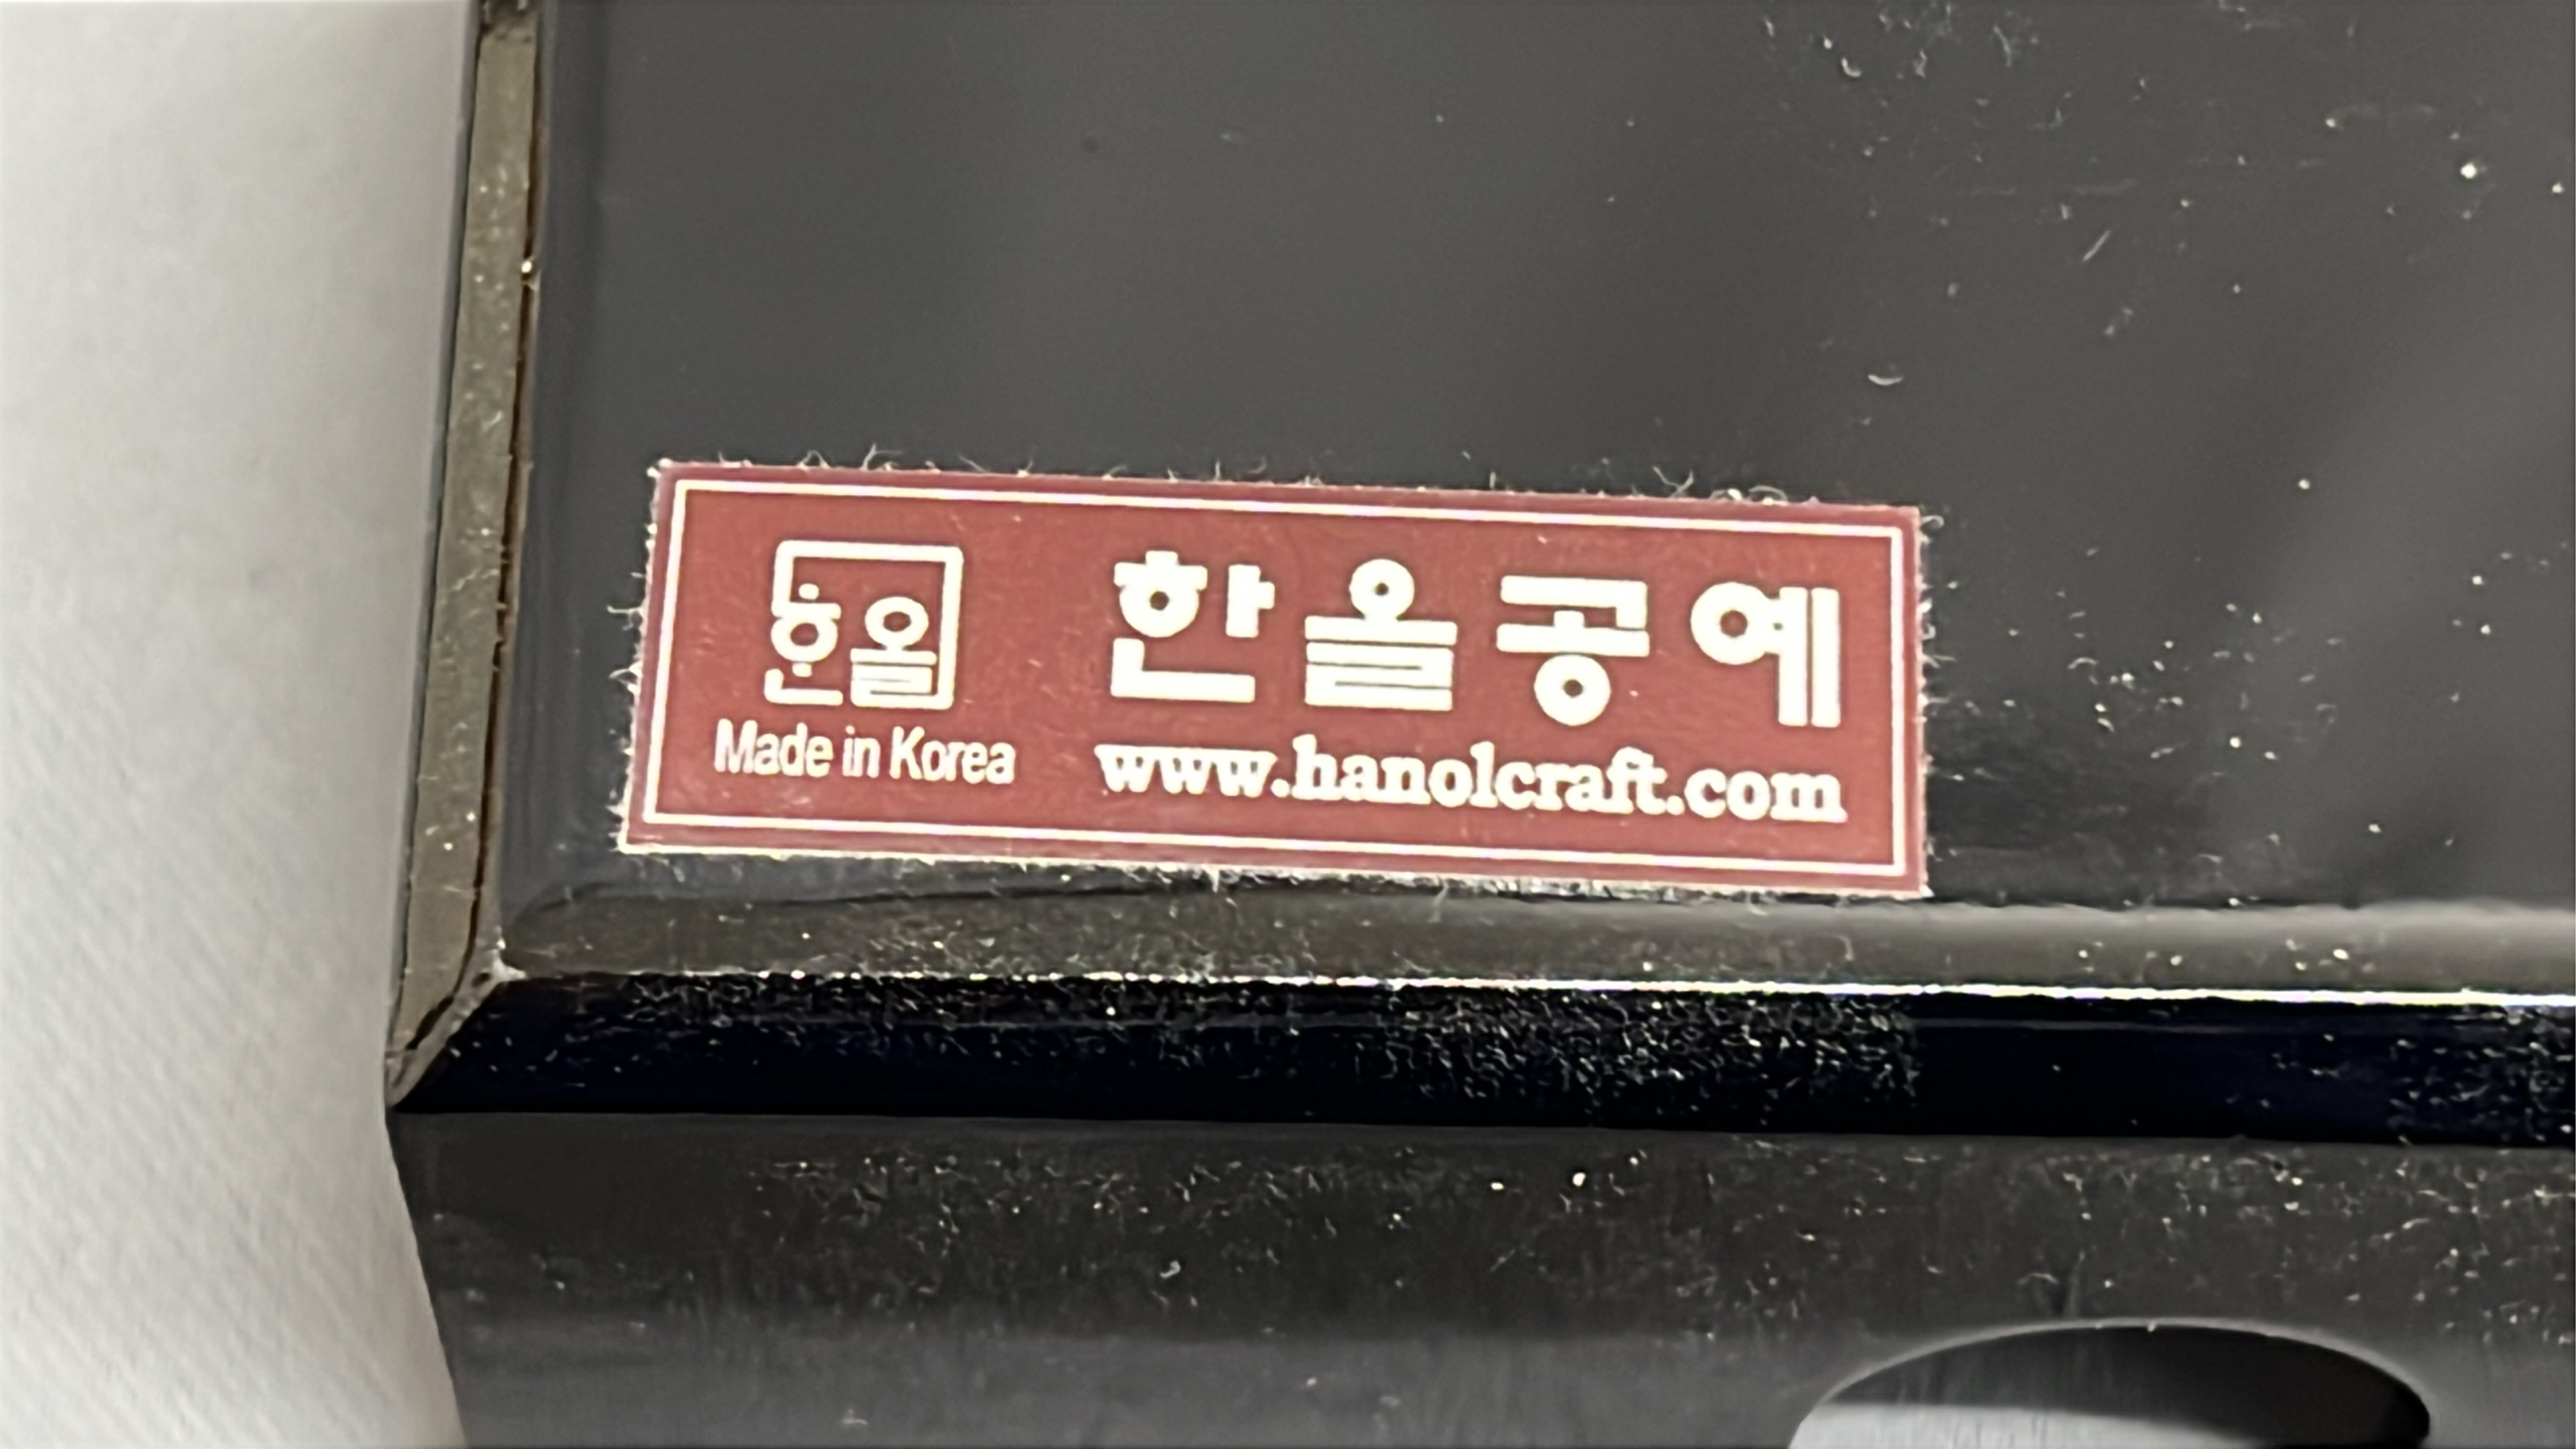 한올
Made in Korea
한올공예
www.hanolcraft.com